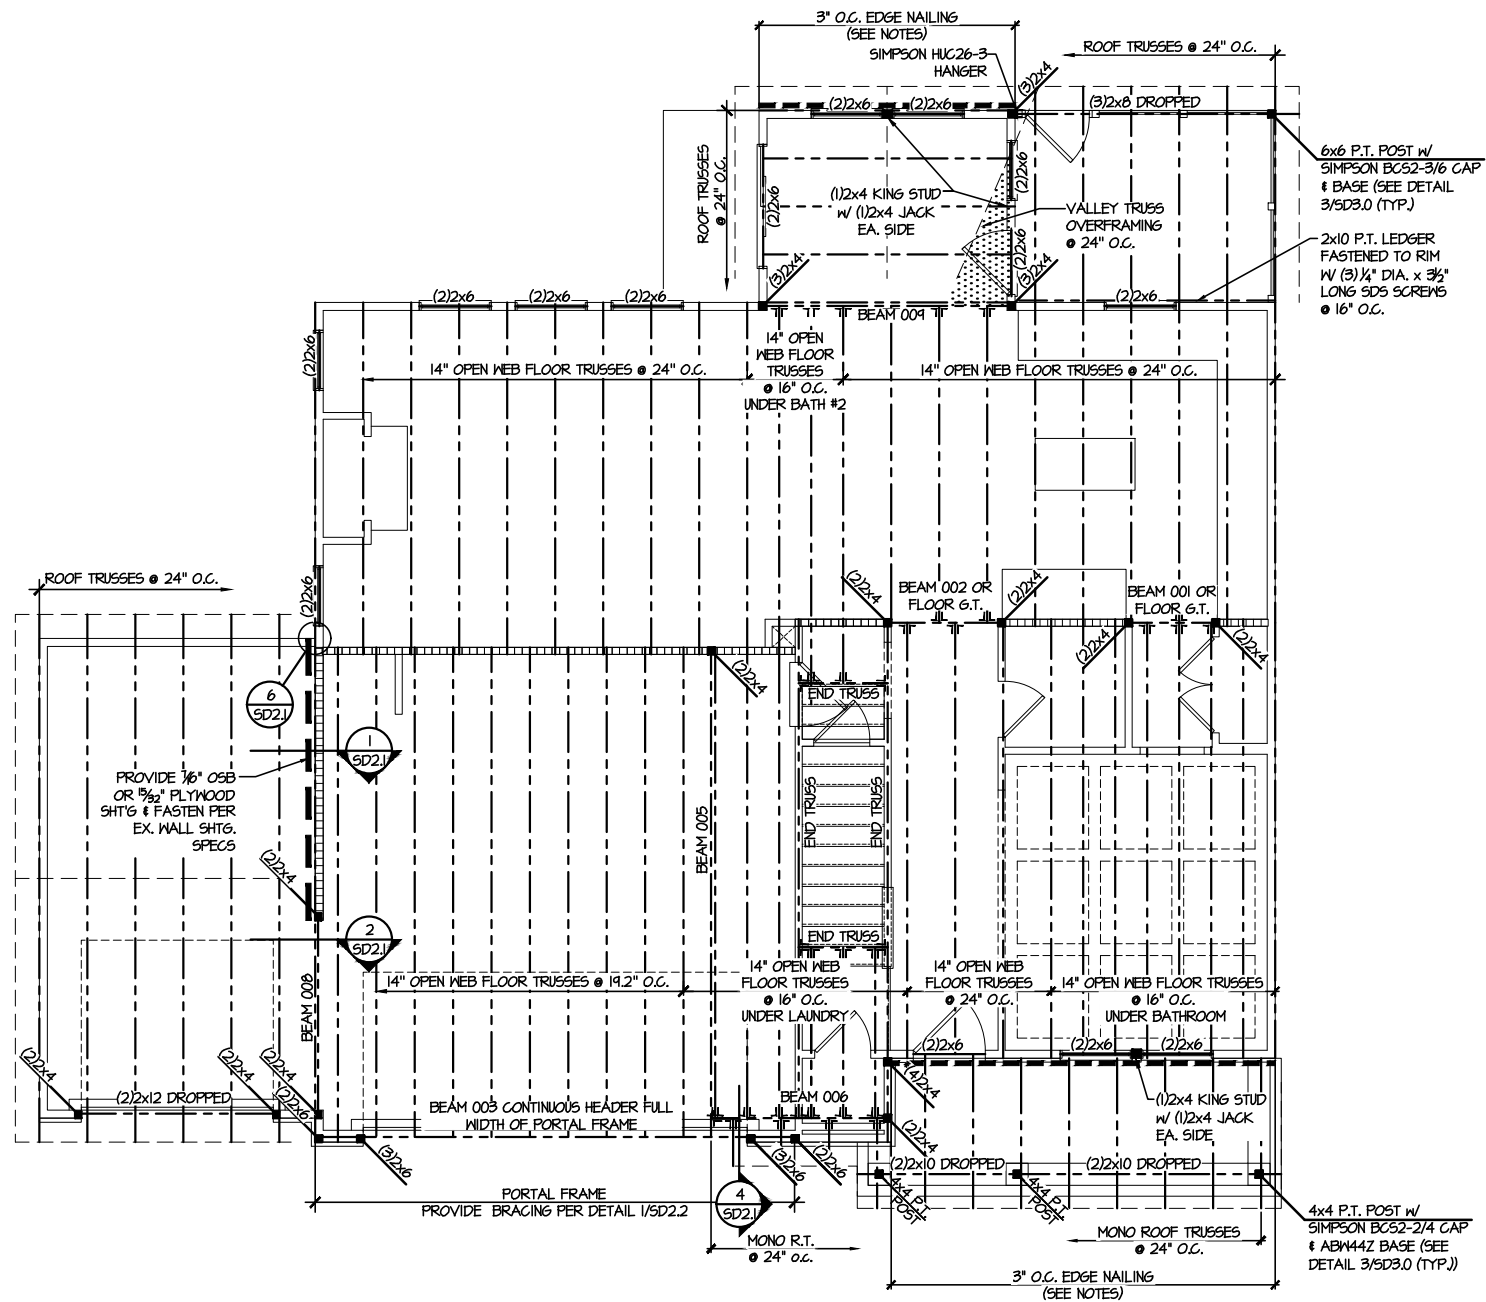 3" O.C. EDGE NAILING
(SEE NOTES)
SIMPSON HUC26-3
HANGER
ROOF TRUSSES @ 24" O.C.
(3)2x4
(2)2x6
(2)2x6
(3)2x8 DROPPED
6x6 P.T. POST W/
SIMPSON BCS2-3/6 CAP
& BASE (SEE DETAIL
3/SD3.0 (TYP.)
ROOF TRUSSES
@ 24" O.C.
(2)2x6
(2)2x6
(1)2x4 KING STUD
W/ (1)2x4 JACK
EA. SIDE
VALLEY TRUSS
OVERFRAMING
@ 24" O.C.
2x10 P.T. LEDGER
FASTENED TO RIM
W/ (3) 1/4" DIA. x 3 1/2"
LONG SDS SCREWS
@ 16" O.C.
(2)2x6
(3)2x4
(3)2x4
(2)2x6
(2)2x6
(2)2x6
(2)2x6
BEAM 009
(2)2x6
14" OPEN
WEB FLOOR
TRUSSES
@ 16" O.C.
UNDER BATH #2
14" OPEN WEB FLOOR TRUSSES @ 24" O.C.
14" OPEN WEB FLOOR TRUSSES @ 24" O.C.
ROOF TRUSSES @ 24" O.C.
(2)2x6
(2)2x4
BEAM 002 OR
FLOOR G.T.
(2)2x4
BEAM 001 OR
FLOOR G.T.
(2)2x4
(2)2x4
(2)2x4
6
SD2.1
1
SD2.1
END TRUSS
PROVIDE 7/16" OSB
OR 15/32" PLYWOOD
SHT'G & FASTEN PER
EX. WALL SHTG.
SPECS
BEAM 005
END TRUSS
END TRUSS
(2)2x4
2
SD2.1
END TRUSS
14" OPEN WEB FLOOR TRUSSES @ 19.2" O.C.
14" OPEN WEB
FLOOR TRUSSES
@ 16" O.C.
UNDER LAUNDRY
14" OPEN WEB
FLOOR TRUSSES
@ 24" O.C.
14" OPEN WEB FLOOR TRUSSES
@ 16" O.C.
UNDER BATHROOM
BEAM 008
(2)2x6
(2)2x6
(2)2x6
(2)2x4
(2)2x4
(2)2x4
(2)2x6
(2)2x12 DROPPED
BEAM 003 CONTINUOUS HEADER FULL
WIDTH OF PORTAL FRAME
BEAM 006
*(4)2x4
(2)2x4
(1)2x4 KING STUD
W/ (1)2x4 JACK
EA. SIDE
(3)2x6
(3)2x6
(2)2x6
(2)2x10 DROPPED
(2)2x10 DROPPED
4x4 P.T.
POST
4x4 P.T.
POST
PORTAL FRAME
PROVIDE BRACING PER DETAIL 1/SD2.2
4
SD2.1
MONO R.T.
@ 24" O.C.
MONO ROOF TRUSSES
@ 24" O.C.
4x4 P.T. POST W/
SIMPSON BCS2-2/4 CAP
& ABW44Z BASE (SEE
DETAIL 3/SD3.0 (TYP.))
3" O.C. EDGE NAILING
(SEE NOTES)